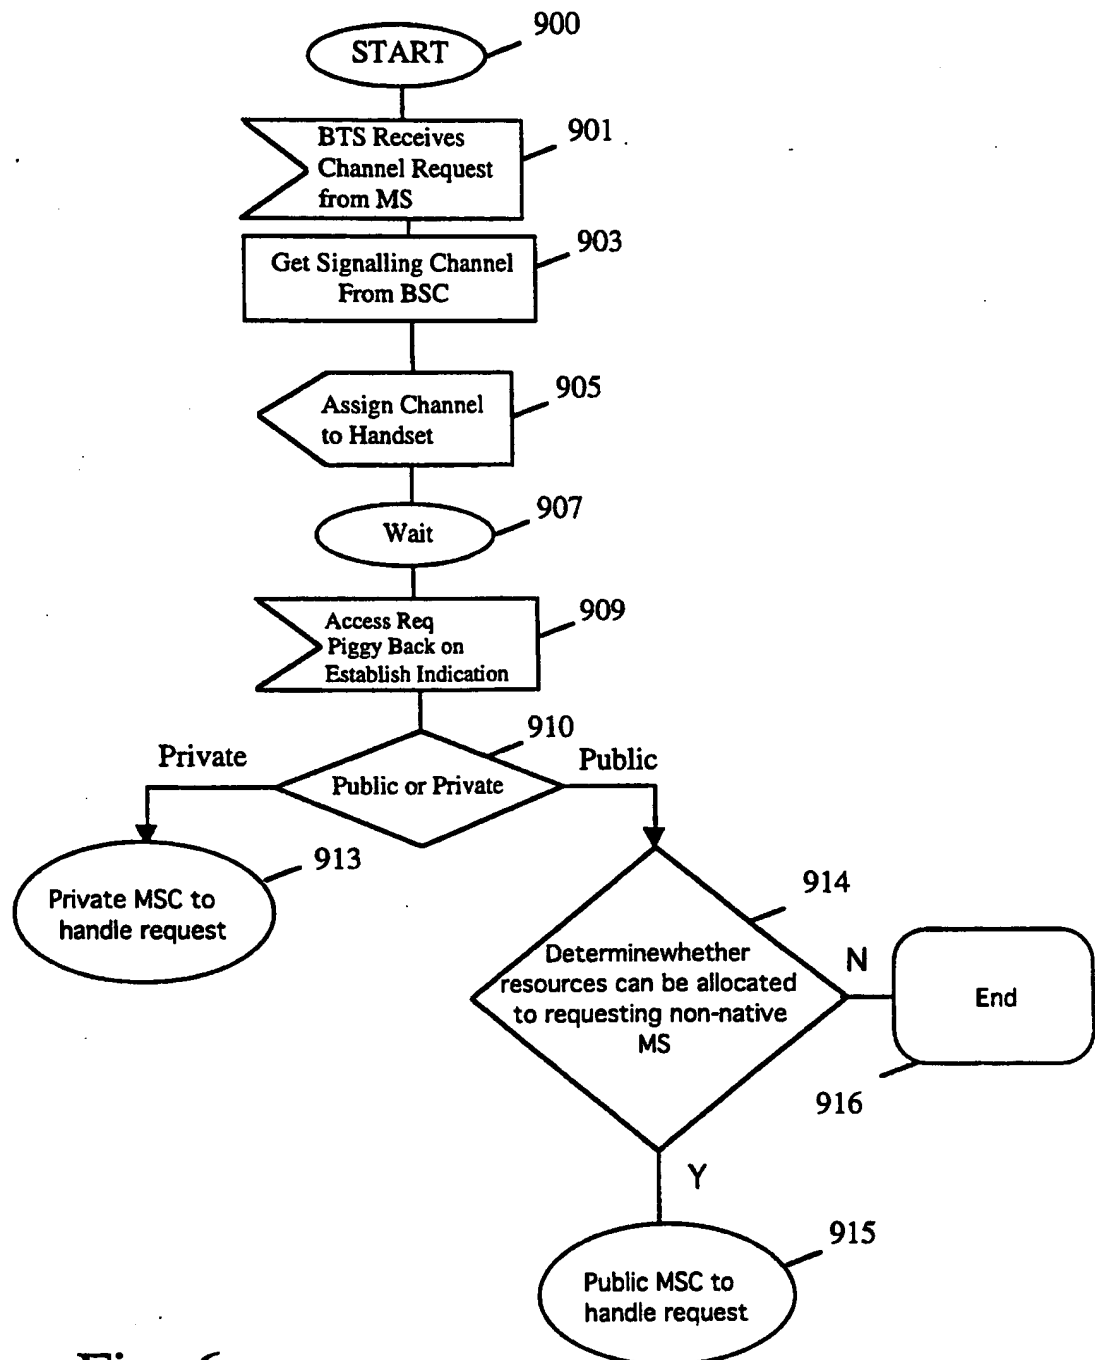 START
900
BTS Receives
Channel Request
from MS
901
Get Signalling Channel
From BSC
903
Assign Channel
to Handset
905
Wait
907
Access Req
Piggy Back on
Establish Indication
909
910
Private
Public
Public or Private
913
Private MSC to
handle request
914
Determinewhether
resources can be allocated
to requesting non-native
MS
N
End
916
Y
915
Public MSC to
handle request
Fig. 6